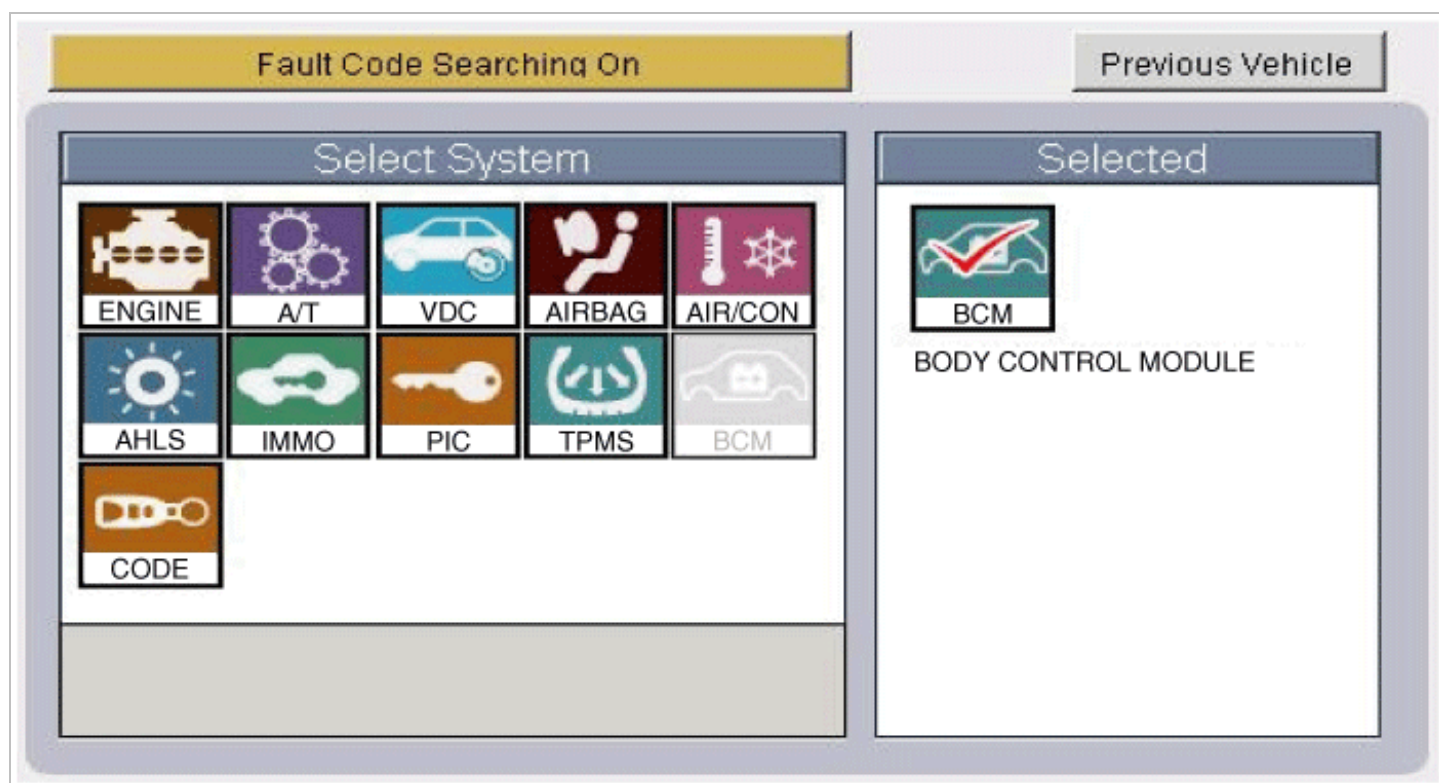 Fault Code Searching On
Previous Vehicle
Select System
Selected
ENGINE A/T VDC AIRBAG AIR/CON
AHLS IMMO PIC TPMS BCM
CODE
BCM
BODY CONTROL MODULE